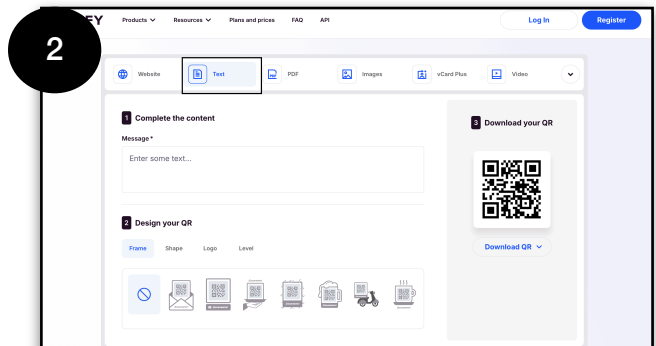 2
EY
Products
Resources
Plans and prices
FAQ
API
Log In
Register
Website
Text
PDF
Images
vCard Plus
Video
1 Complete the content
Message*
Enter some text...
2 Design your QR
Frame
Shape
Logo
Level
3 Download your QR
Download QR